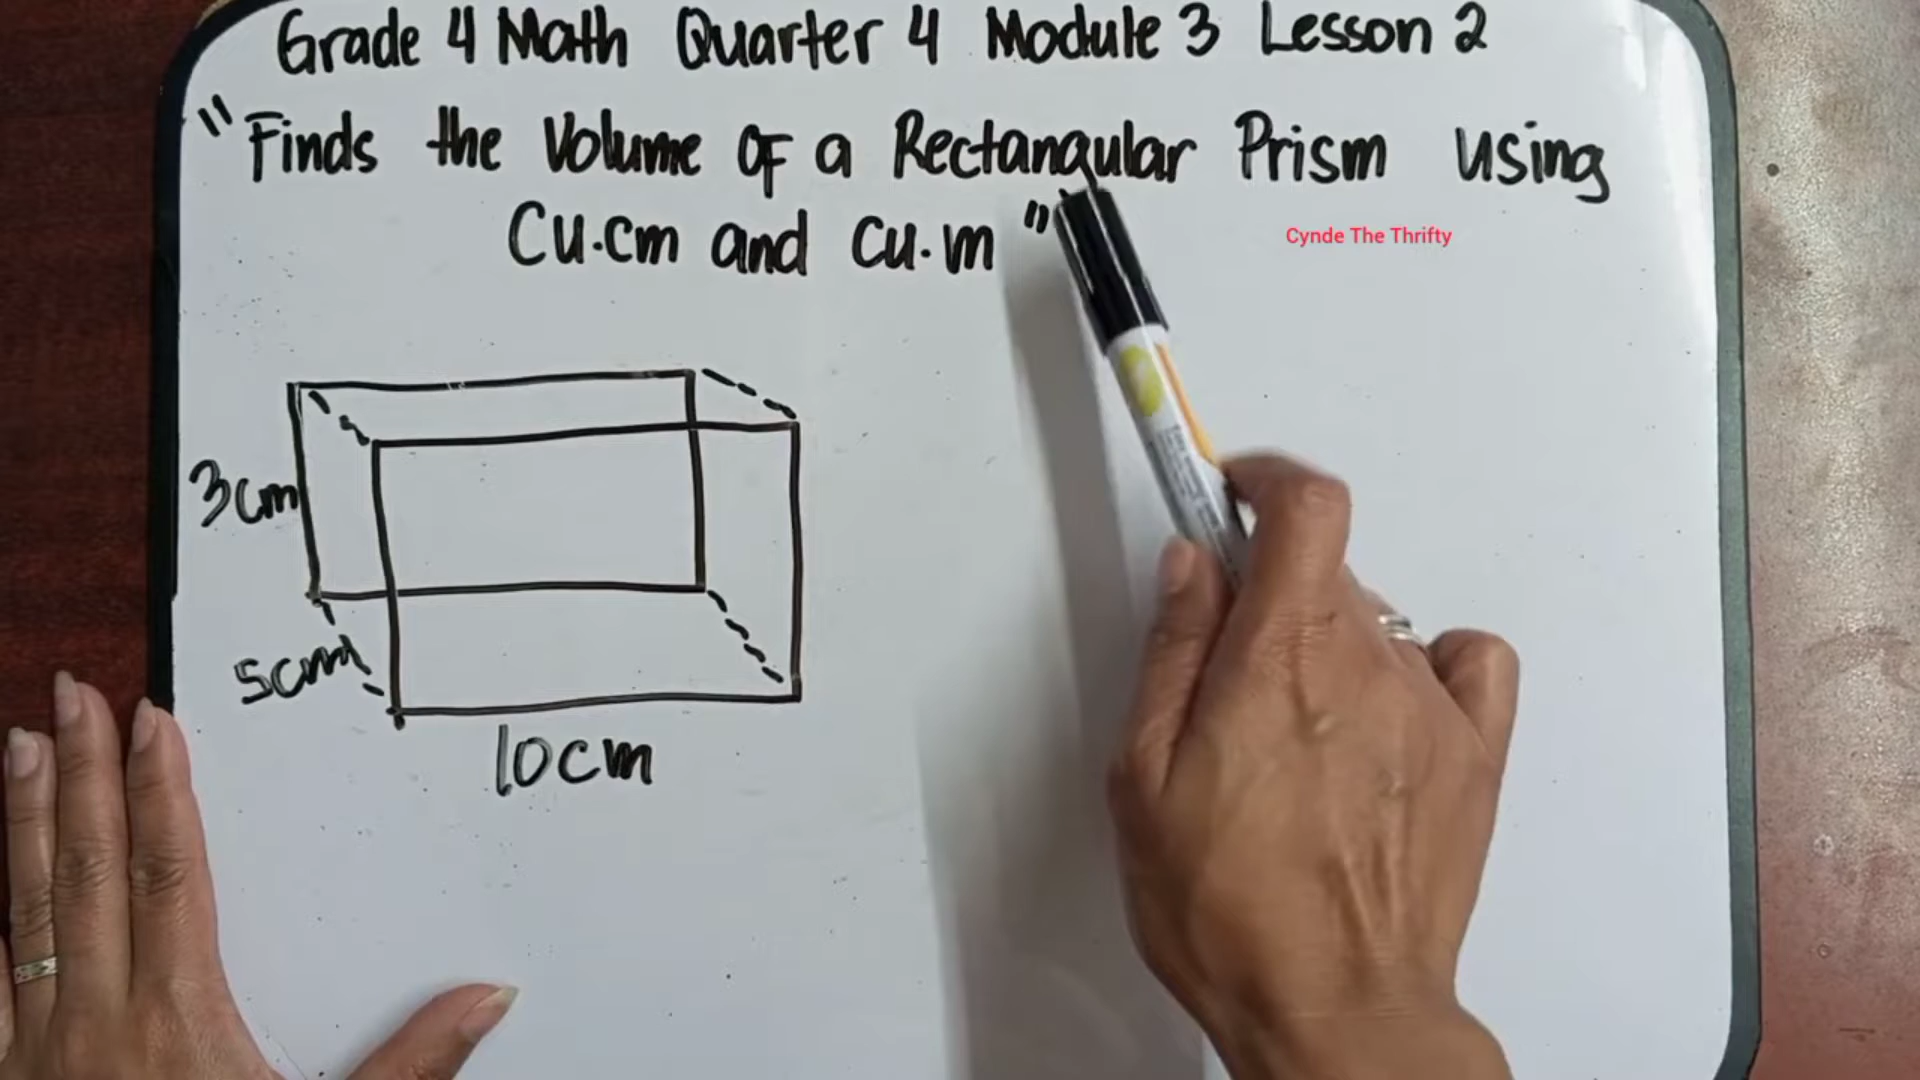 Grade 4 Math Quarter 4 Module 3 Lesson 2
"Finds the Volume of a Rectangular Prism using
Cu.cm and cu.m"
Cynde The Thrifty
3cm
5cm
10cm